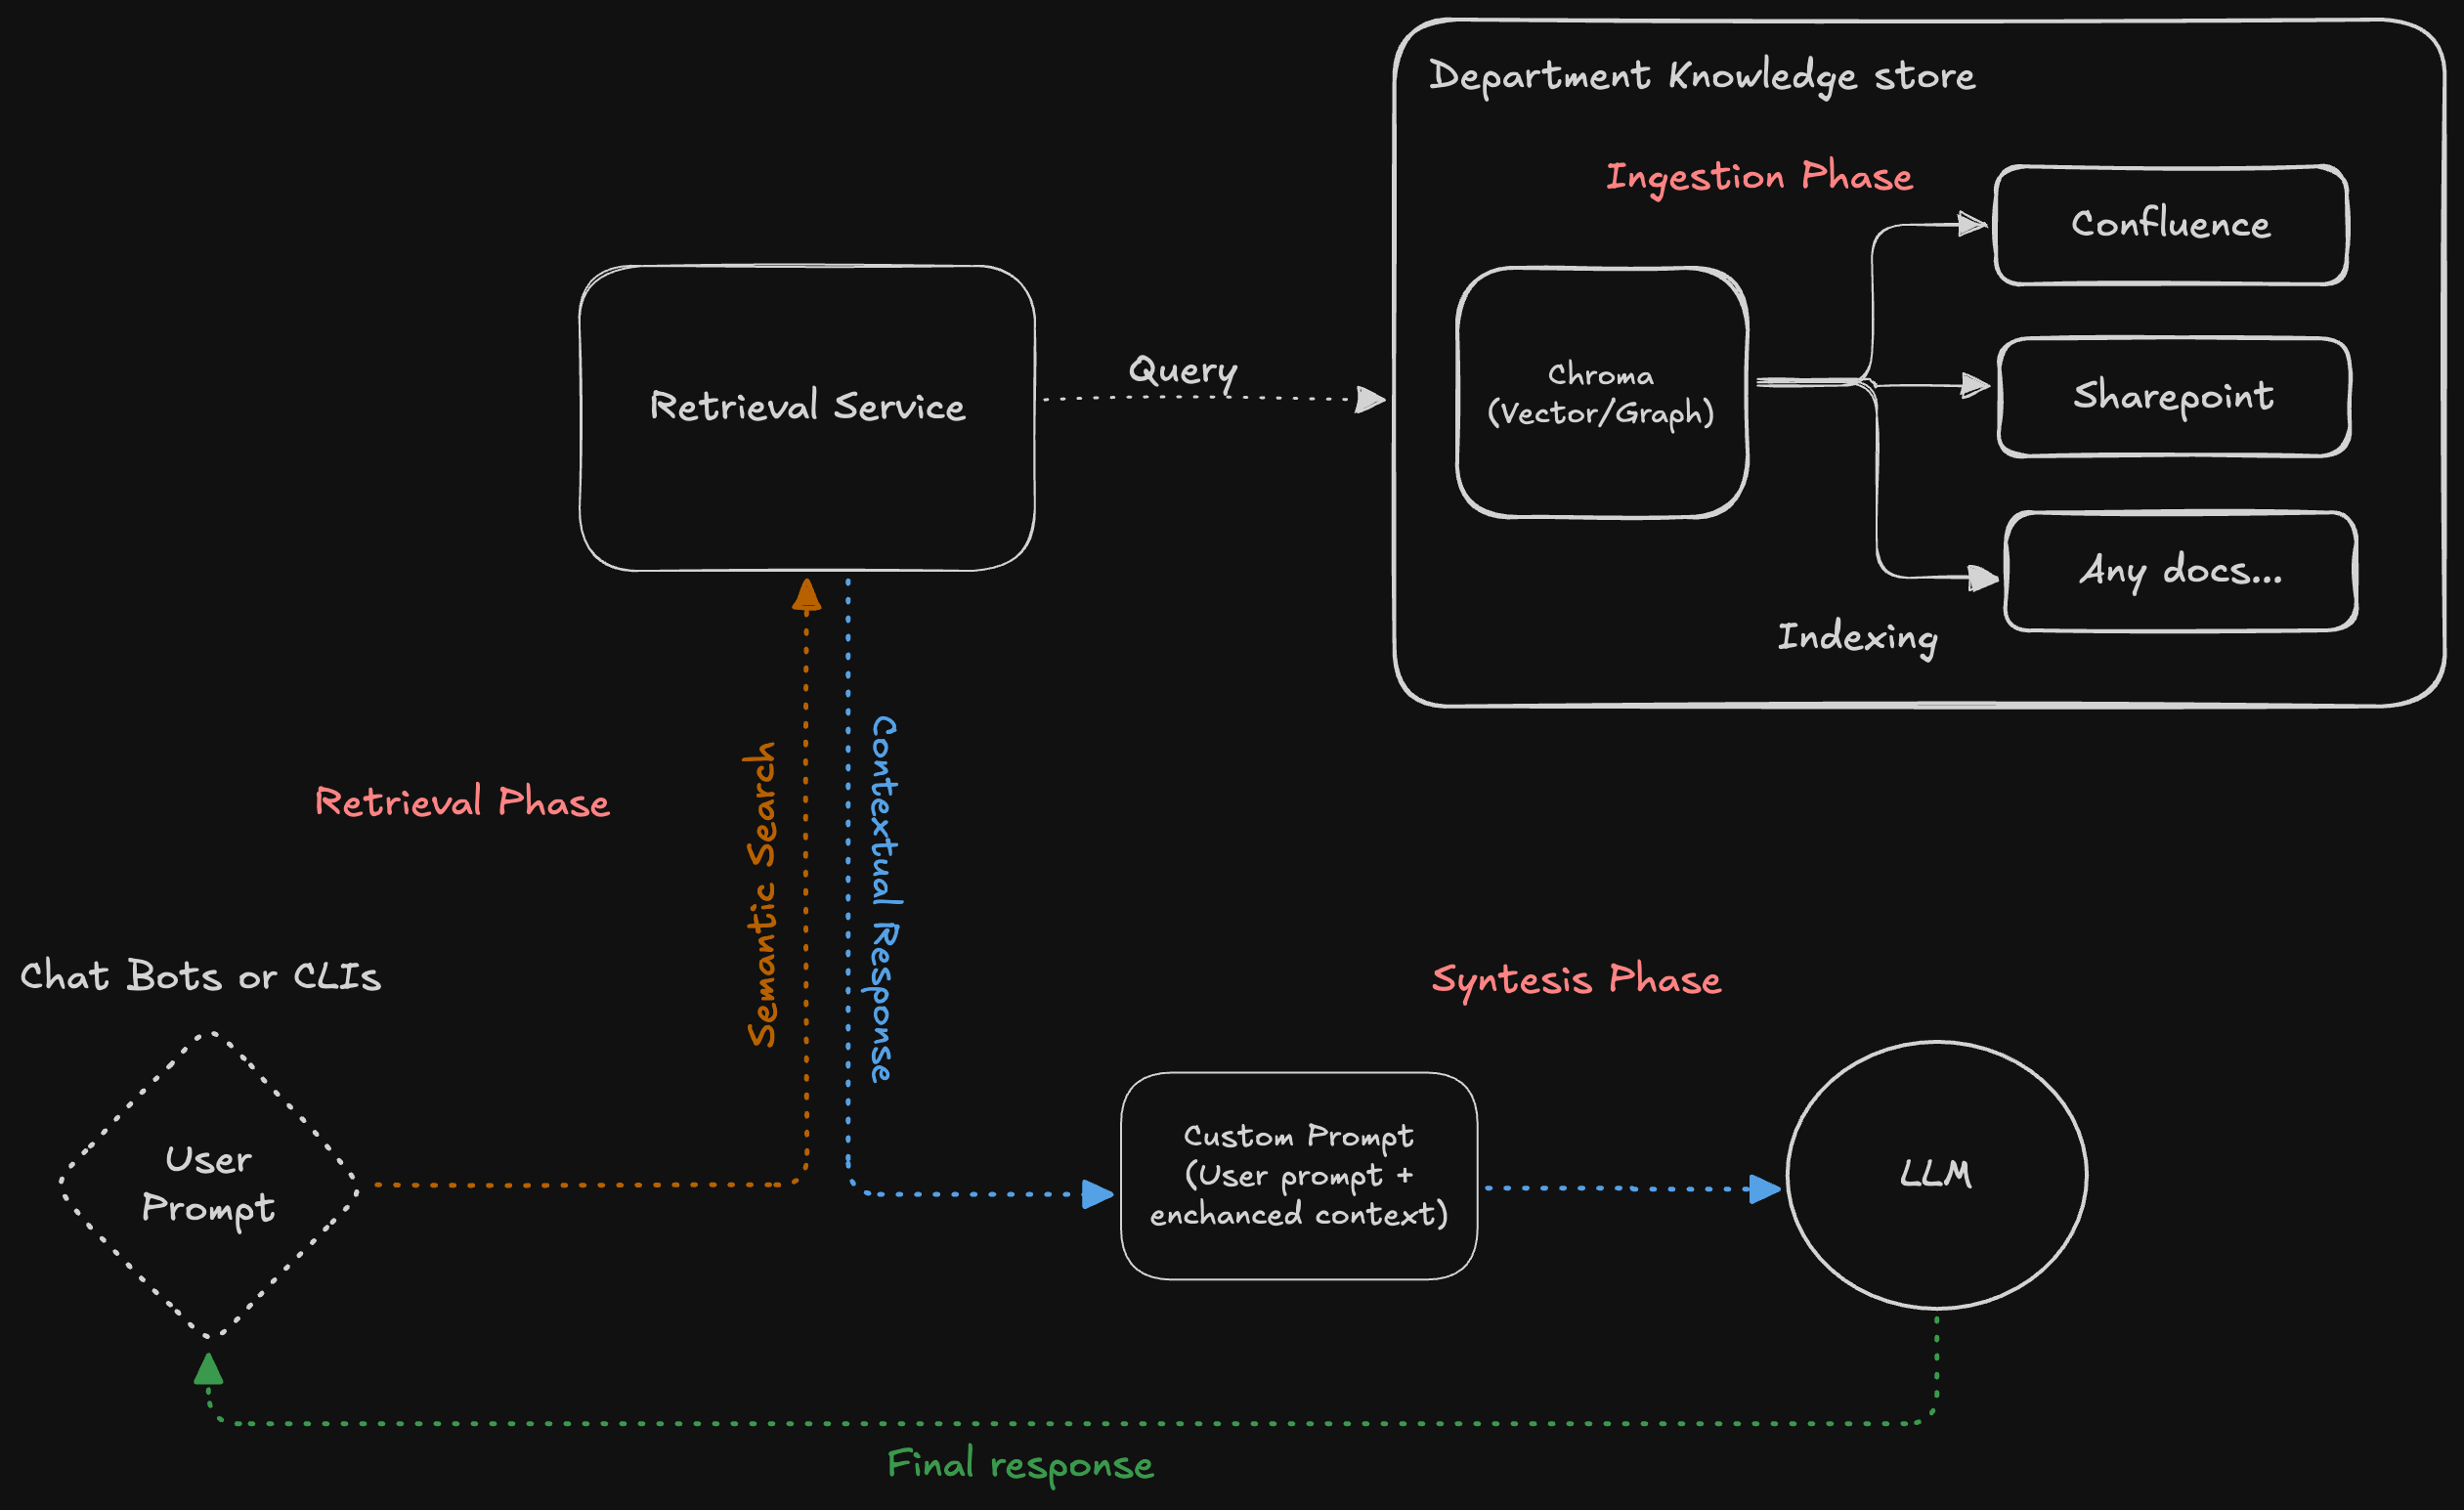 Department Knowledge store
Ingestion Phase
Confluence
Sharepoint
Any docs...
Chroma
(Vector/Graph)
Indexing
Query
Retrieval Service
Retrieval Phase
Semantic Search
Contextual Response
Chat Bots or CLIs
User
Prompt
Syntesis Phase
Custom Prompt
(User prompt +
enchanced context)
LLM
Final response